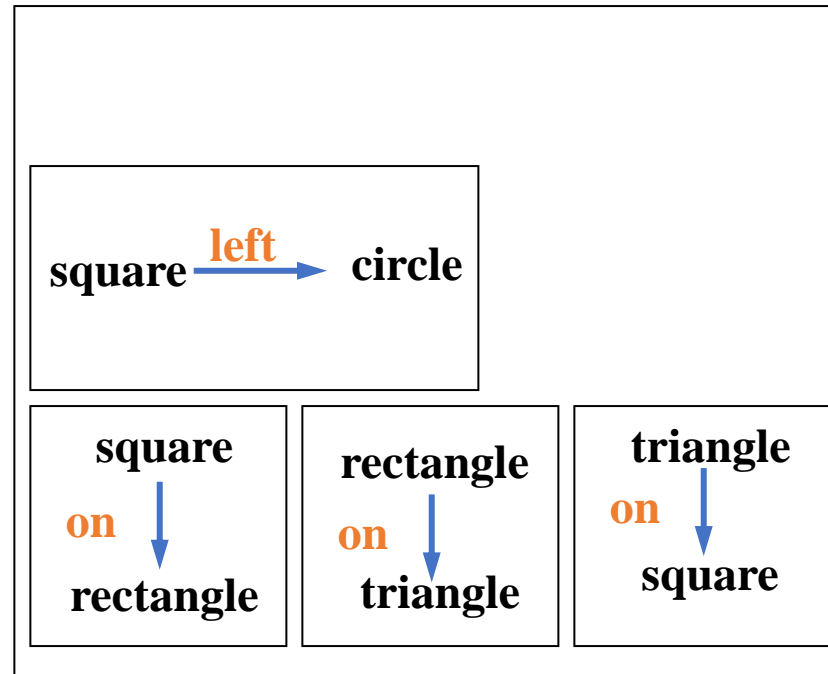 left
square circle
square
on
rectangle
rectangle
on
triangle
triangle
on
square